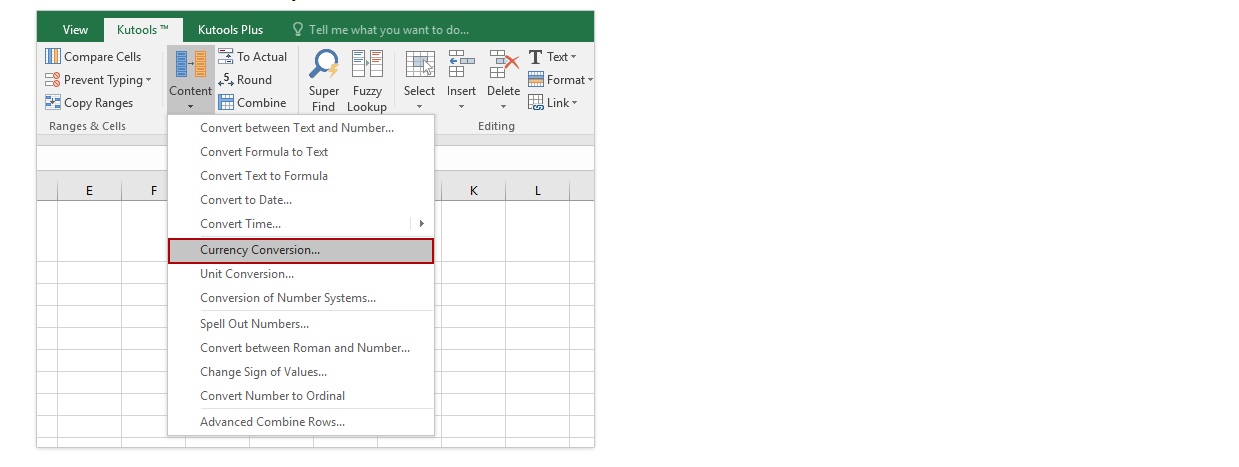 View Kutools ™ Kutools Plus Tell me what you want to do...
Compare Cells
Prevent Typing
Copy Ranges
Ranges & Cells
Content
To Actual
Round
Combine
Super Find
Fuzzy Lookup
Select
Insert
Delete
Text
Format
Link
Editing
Convert between Text and Number...
Convert Formula to Text
Convert Text to Formula
Convert to Date...
Convert Time...
Currency Conversion...
Unit Conversion...
Conversion of Number Systems...
Spell Out Numbers...
Convert between Roman and Number...
Change Sign of Values...
Convert Number to Ordinal
Advanced Combine Rows...
E F K L